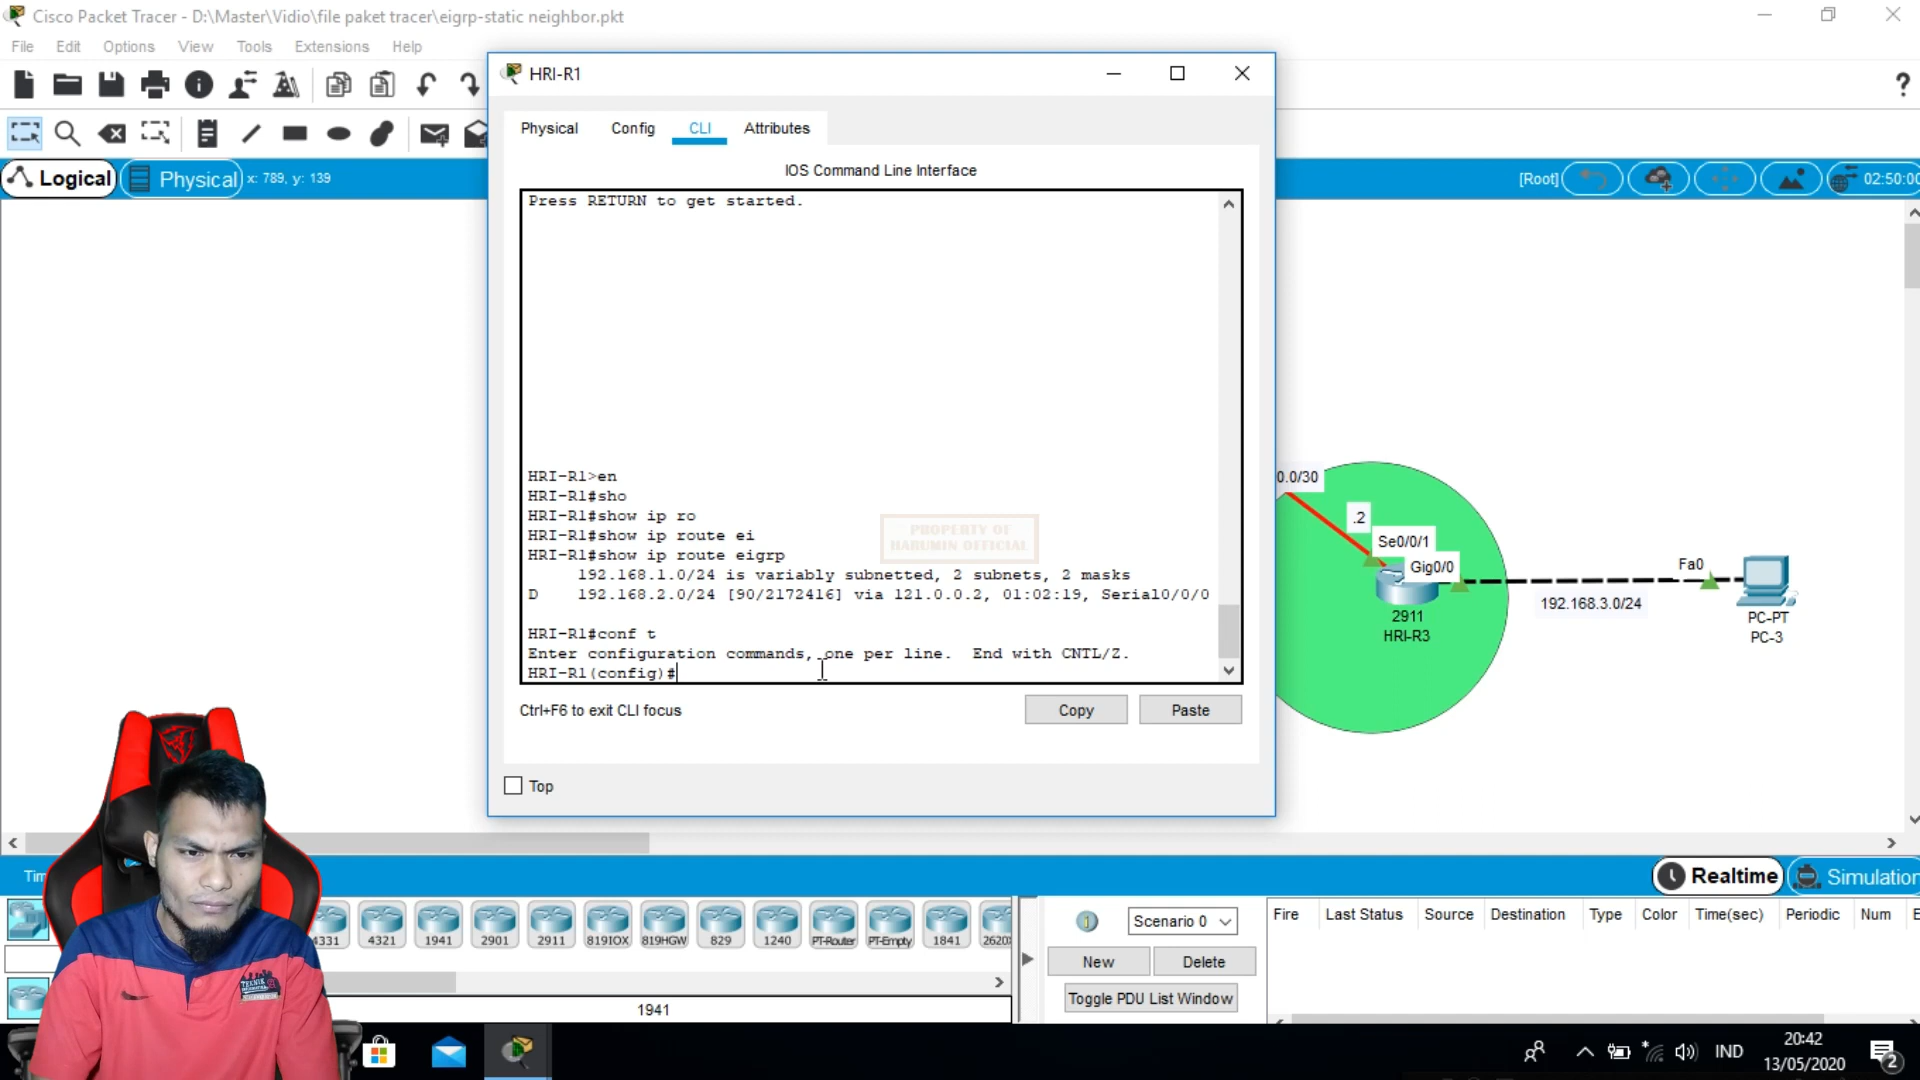 Cisco Packet Tracer - D:\Master\Vidio\file paket tracer\eigrp-static neighbor.pkt
File Edit Options View Tools Extensions Help
HRI-R1
?
Physical Config CLI Attributes
Logical
Physical x: 789, y: 139
[Root]
02:50:00
IOS Command Line Interface
Press RETURN to get started.
HRI-R1>en
HRI-R1#sho
HRI-R1#show ip ro
HRI-R1#show ip route ei
HRI-R1#show ip route eigrp
192.168.1.0/24 is variably subnetted, 2 subnets, 2 masks
D 192.168.2.0/24 [90/2172416] via 121.0.0.2, 01:02:19, Serial0/0/0
HRI-R1#conf t
Enter configuration commands, one per line. End with CNTL/Z.
HRI-R1(config)#
PROPERTY OF
HARUMIN OFFICIAL
Ctrl+F6 to exit CLI focus
Copy
Paste
Top
0.0/30
.2
Se0/0/1
Gig0/0
2911
HRI-R3
192.168.3.0/24
Fa0
PC-PT
PC-3
Realtime
Simulation
4331 4321 1941 2901 2911 819IOX 819HGW 829 1240 PT-Router PT-Empty 1841
1941
Scenario 0
New
Delete
Toggle PDU List Window
Fire Last Status Source Destination Type Color Time(sec) Periodic Num
TEKNIK
IND
20:42
13/05/2020
2